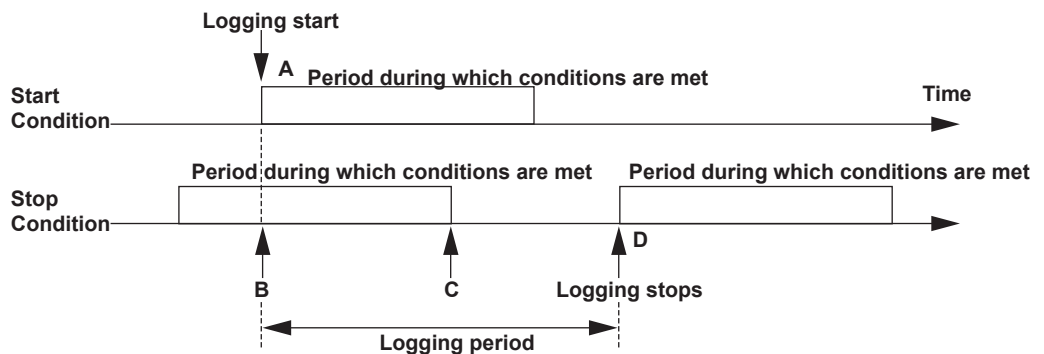 Logging start
A
Period during which conditions are met
Start
Condition
Time
Period during which conditions are met
Period during which conditions are met
Stop
Condition
D
B
C
Logging stops
Logging period